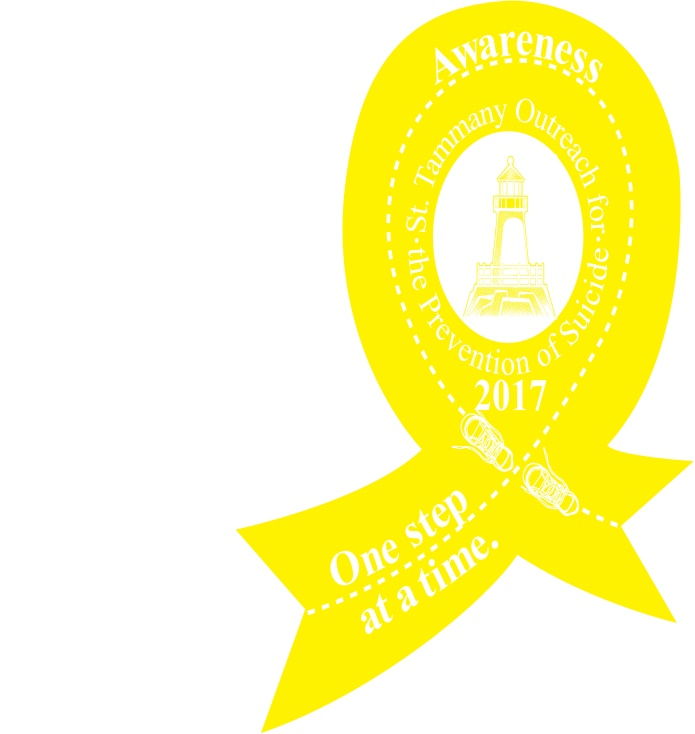 Awareness
St. Tammany Outreach for
· the Prevention of Suicide ·
2017
One step
at a time.